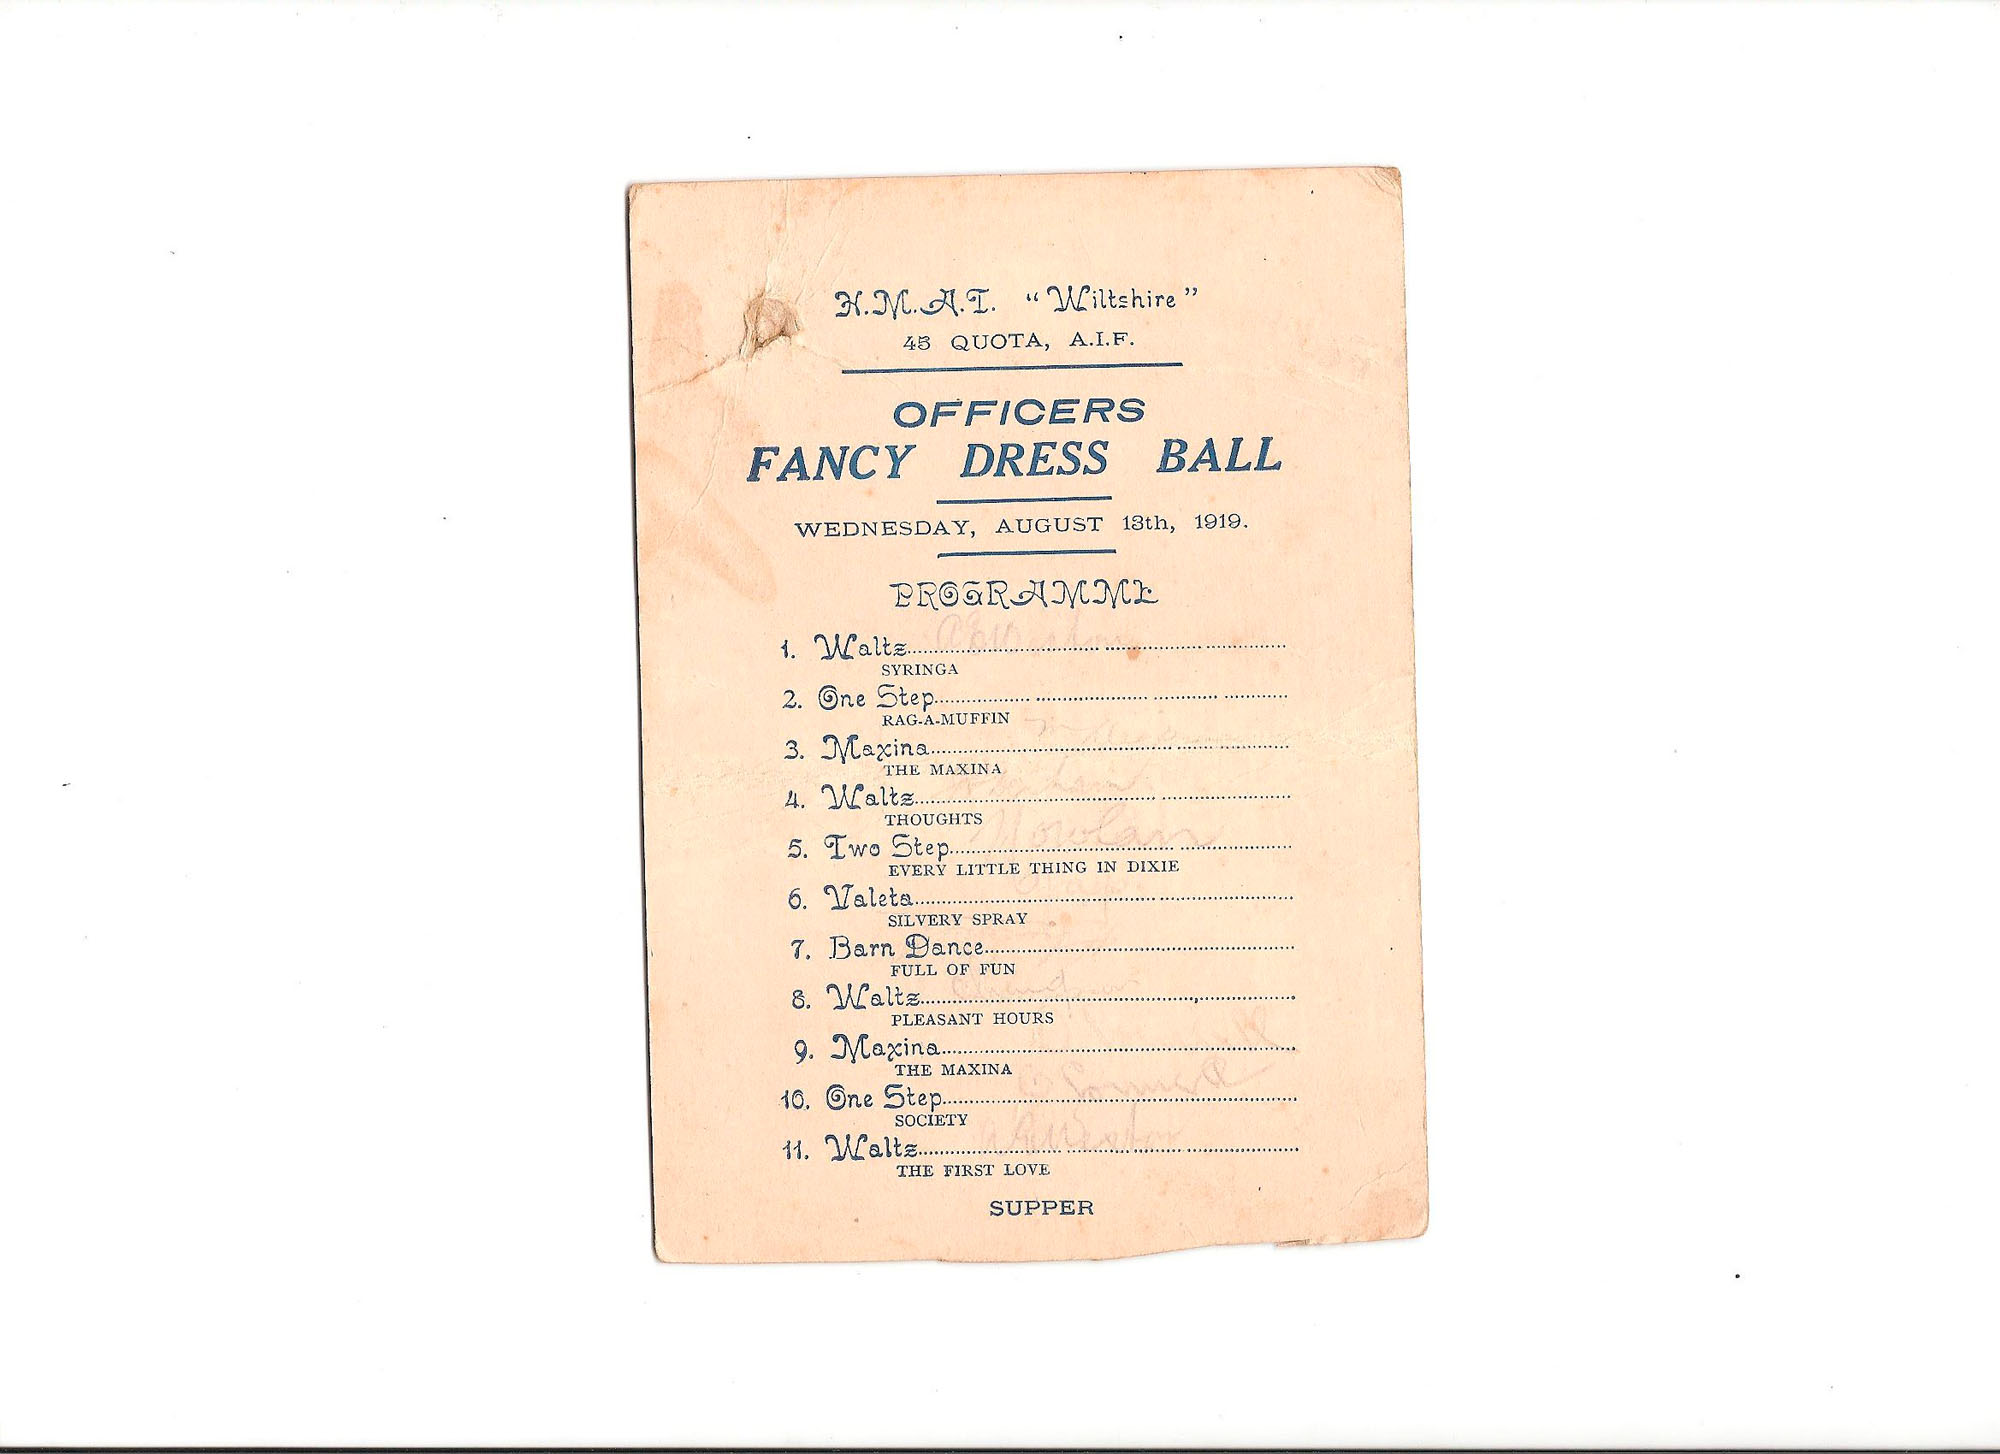 H.M.A.T. "Wiltshire"
45 QUOTA, A.I.F.
OFFICERS
FANCY DRESS BALL
WEDNESDAY, AUGUST 13th, 1919.
PROGRAMME
1. Waltz
SYRINGA
2. One Step
RAG-A-MUFFIN
3. Maxina
THE MAXINA
4. Waltz
THOUGHTS
Nowlan
5. Two Step
EVERY LITTLE THING IN DIXIE
6. Valeta
SILVERY SPRAY
7. Barn Dance
FULL OF FUN
8. Waltz
PLEASANT HOURS
9. Maxina
THE MAXINA
10. One Step
SOCIETY
11. Waltz
THE FIRST LOVE
SUPPER